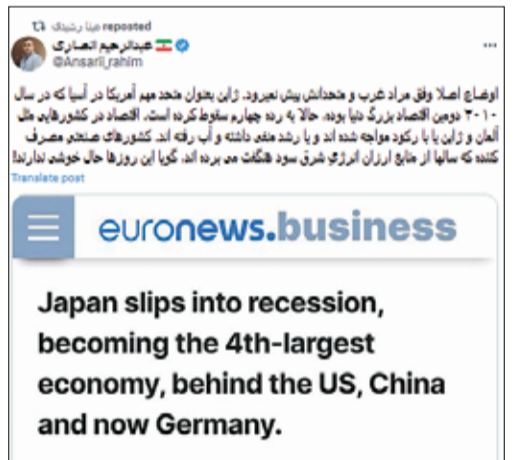 مینا رشیدی reposted
عبدالرحیم انصاری
@Ansarii_rahim
اوضاع اصلا وفق مراد غرب و متحدانش پیش نمیرود. ژاپن بعنوان متحد مهم آمریکا در آسیا که در سال
۲۰۱۰ دومین اقتصاد بزرگ دنیا بوده، حالا به رده چهارم سقوط کرده است. اقتصاد در کشورهایی مثل
آلمان و ژاپن یا با رکود مواجه شده اند و یا رشد منفی داشته و آب رفته اند. کشورهای صنعتی مصرف
کننده که سالها از منابع ارزان انرژی شرق سود هنگفت می برده اند، گویا این روزها حال خوشی ندارند!
Translate post
euronews.business
Japan slips into recession,
becoming the 4th-largest
economy, behind the US, China
and now Germany.